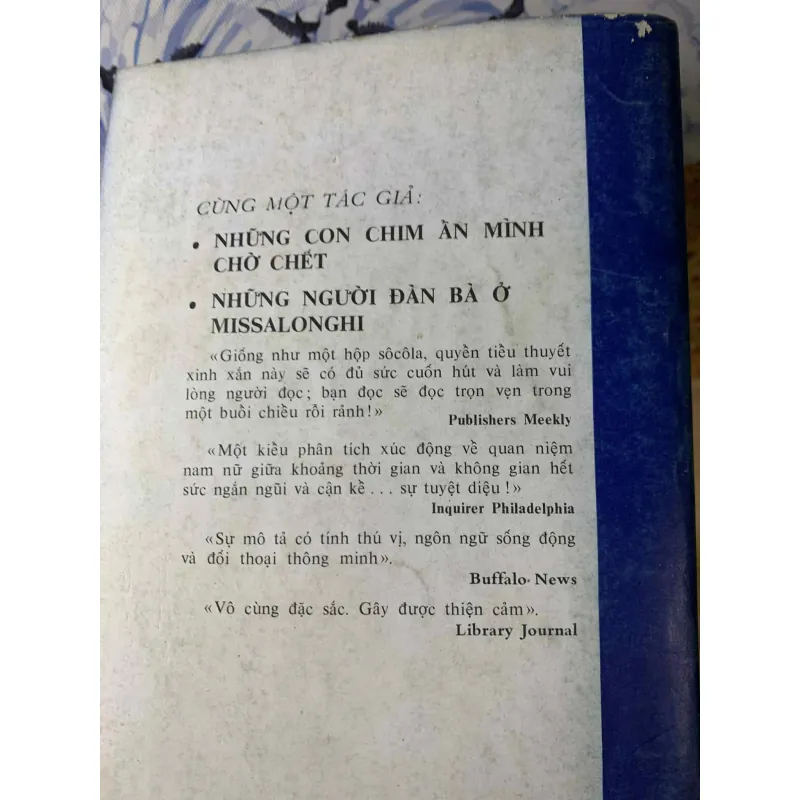 CÙNG MỘT TÁC GIẢ:
• NHỮNG CON CHIM ẨN MÌNH
CHỜ CHẾT
• NHỮNG NGƯỜI ĐÀN BÀ Ở
MISSALONGHI
«Giống như một hộp sôcôla, quyển tiểu thuyết
xinh xắn này sẽ có đủ sức cuốn hút và làm vui
lòng người đọc; bạn đọc sẽ đọc trọn vẹn trong
một buổi chiều rỗi rảnh!»
Publishers Meekly
«Một kiểu phân tích xúc động về quan niệm
nam nữ giữa khoảng thời gian và không gian hết
sức ngắn ngũi và cận kề... sự tuyệt diệu!»
Inquirer Philadelphia
«Sự mô tả có tính thú vị, ngôn ngữ sống động
và đối thoại thông minh».
Buffalo News
«Vô cùng đặc sắc. Gây được thiện cảm».
Library Journal